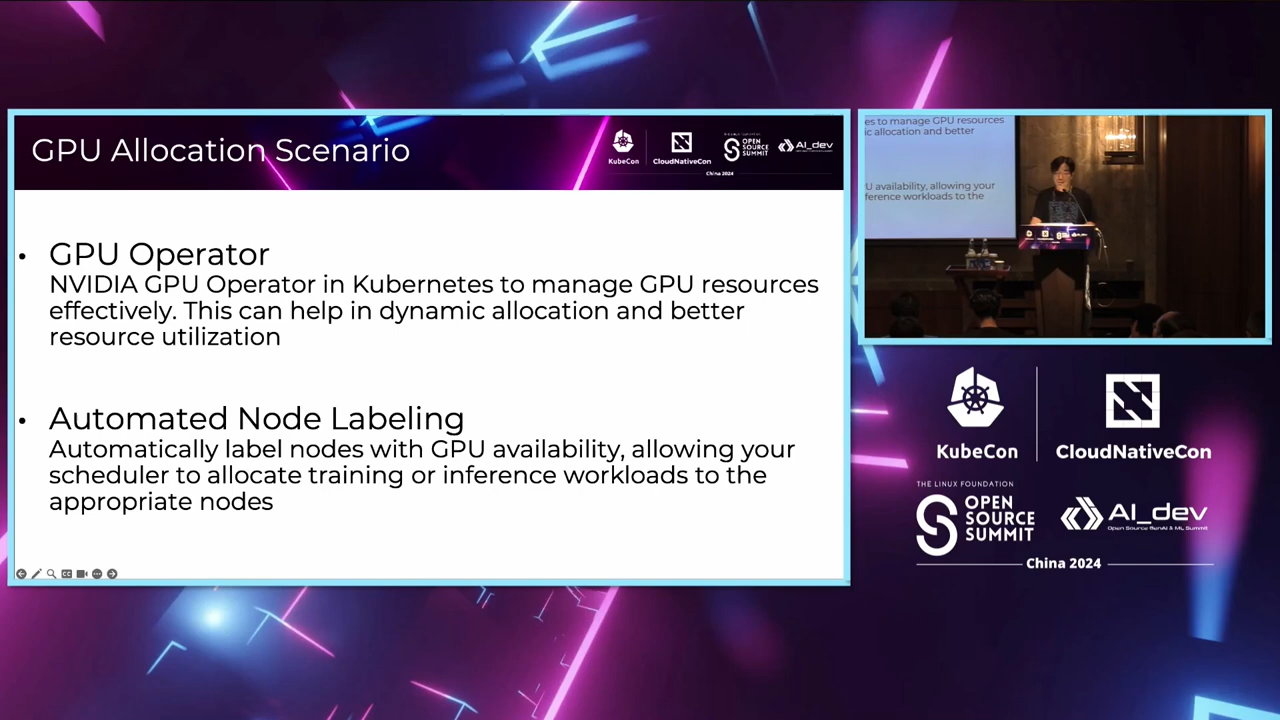 GPU Allocation Scenario
KubeCon
CloudNativeCon
OPEN
SOURCE
SUMMIT
AI_dev
China 2024
• GPU Operator
NVIDIA GPU Operator in Kubernetes to manage GPU resources
effectively. This can help in dynamic allocation and better
resource utilization
• Automated Node Labeling
Automatically label nodes with GPU availability, allowing your
scheduler to allocate training or inference workloads to the
appropriate nodes
es to manage GPU resources
ic allocation and better
U availability, allowing your
ference workloads to the
KubeCon
CloudNativeCon
THE LINUX FOUNDATION
OPEN
SOURCE
SUMMIT
AI_dev
Open Source GenAI & ML Summit
China 2024